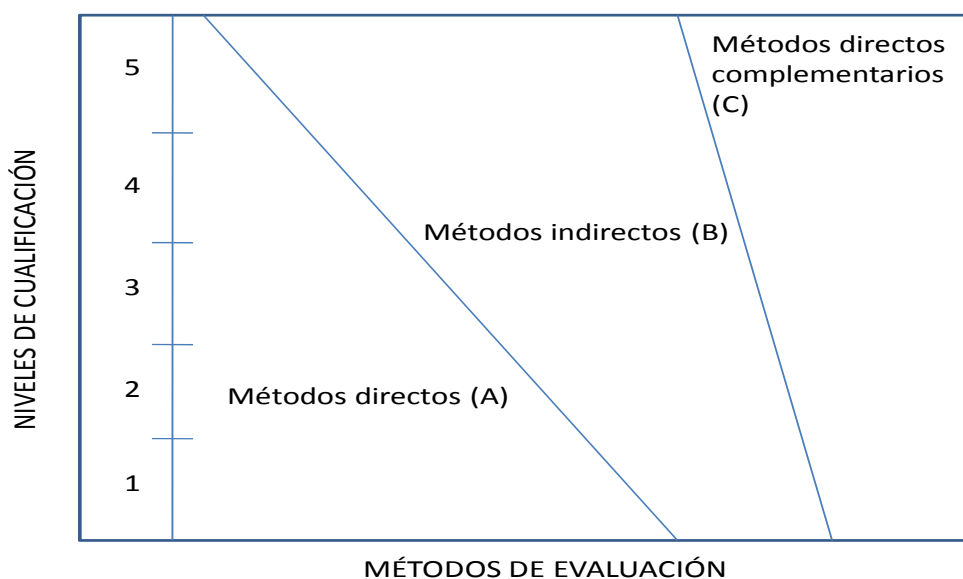 NIVELES DE CUALIFICACIÓN
5
4
3
2
1
Métodos directos
complementarios
(C)
Métodos indirectos (B)
Métodos directos (A)
MÉTODOS DE EVALUACIÓN